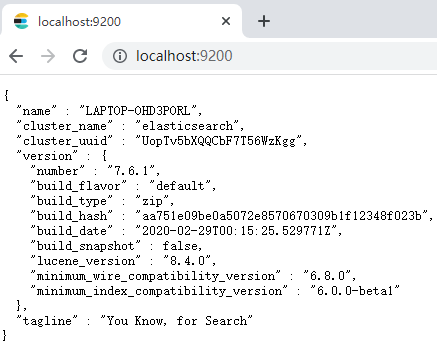 localhost:9200
localhost:9200
{
"name" : "LAPTOP-OHD3PORL",
"cluster_name" : "elasticsearch",
"cluster_uuid" : "UopTv5bXQQCbF7T56WzKgg",
"version" : {
"number" : "7.6.1",
"build_flavor" : "default",
"build_type" : "zip",
"build_hash" : "aa751e09be0a5072e8570670309b1f12348f023b",
"build_date" : "2020-02-29T00:15:25.529771Z",
"build_snapshot" : false,
"lucene_version" : "8.4.0",
"minimum_wire_compatibility_version" : "6.8.0",
"minimum_index_compatibility_version" : "6.0.0-beta1"
},
"tagline" : "You Know, for Search"
}